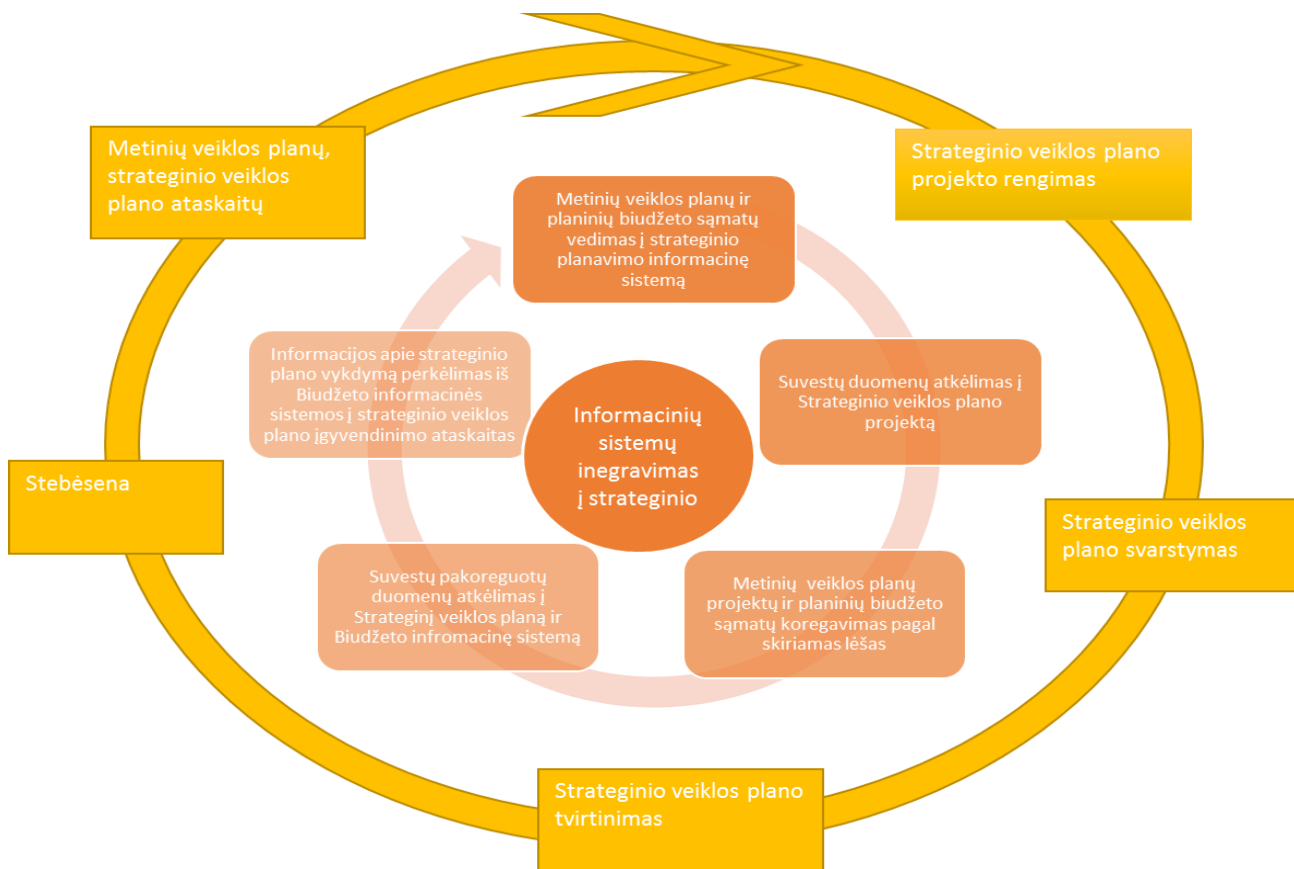 Metinių veiklos planų,
strateginio veiklos
plano ataskaitų
Strateginio veiklos plano
projekto rengimas
Metinių veiklos planų ir
planinių biudžeto sąmatų
vedimas į strateginio
planavimo informacinę
sistemą
Informacijos apie strateginio
plano vykdymą perkėlimas iš
Biudžeto informacinės
sistemos į strateginio veiklos
plano įgyvendinimo ataskaitas
Suvestų duomenų atkėlimas į
Strateginio veiklos plano
projektą
Informacinių
sistemų
inegravimas
į strateginio
Stebėsena
Strateginio veiklos
plano svarstymas
Suvestų pakoreguotų
duomenų atkėlimas į
Strateginį veiklos planą ir
Biudžeto infromacinę sistemą
Metinių veiklos planų
projektų ir planinių biudžeto
sąmatų koregavimas pagal
skiriamas lėšas
Strateginio veiklos plano
tvirtinimas